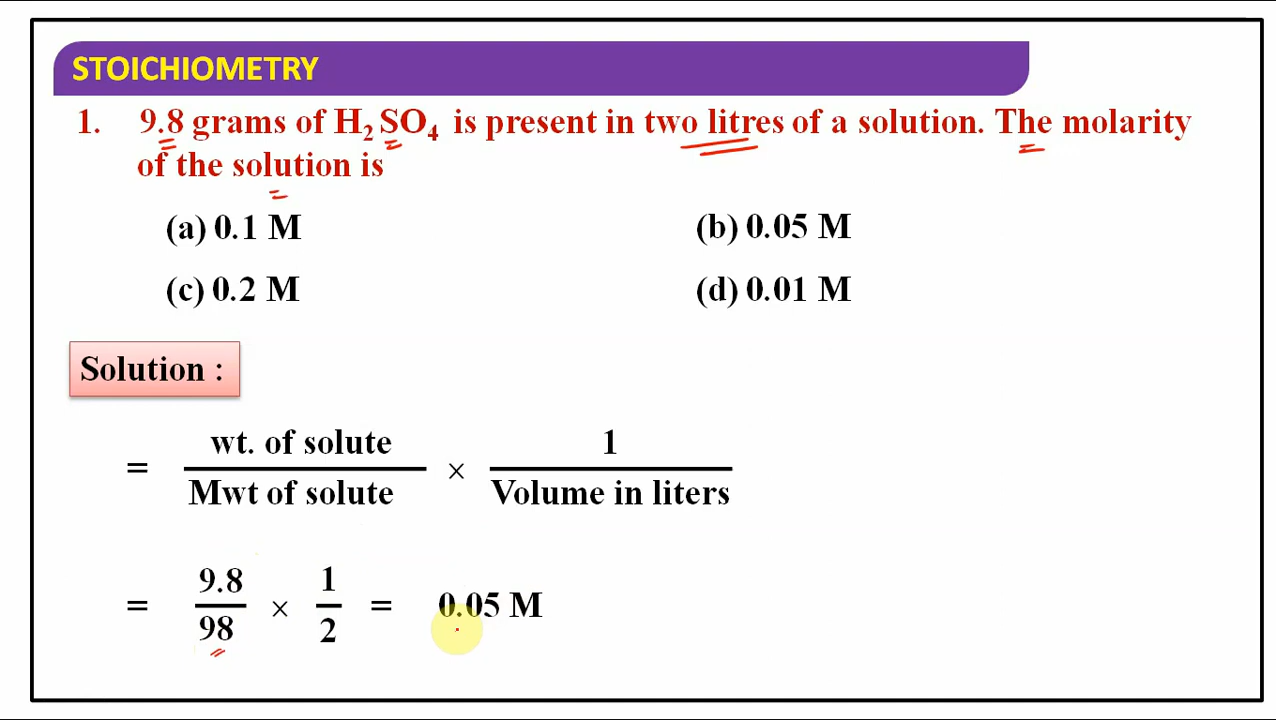 STOICHIOMETRY
1. 9.8 grams of H₂SO₄ is present in two litres of a solution. The molarity
of the solution is
(a) 0.1 M (b) 0.05 M
(c) 0.2 M (d) 0.01 M
Solution :
= wt. of solute / Mwt of solute × 1 / Volume in liters
= 9.8 / 98 × 1 / 2 = 0.05 M